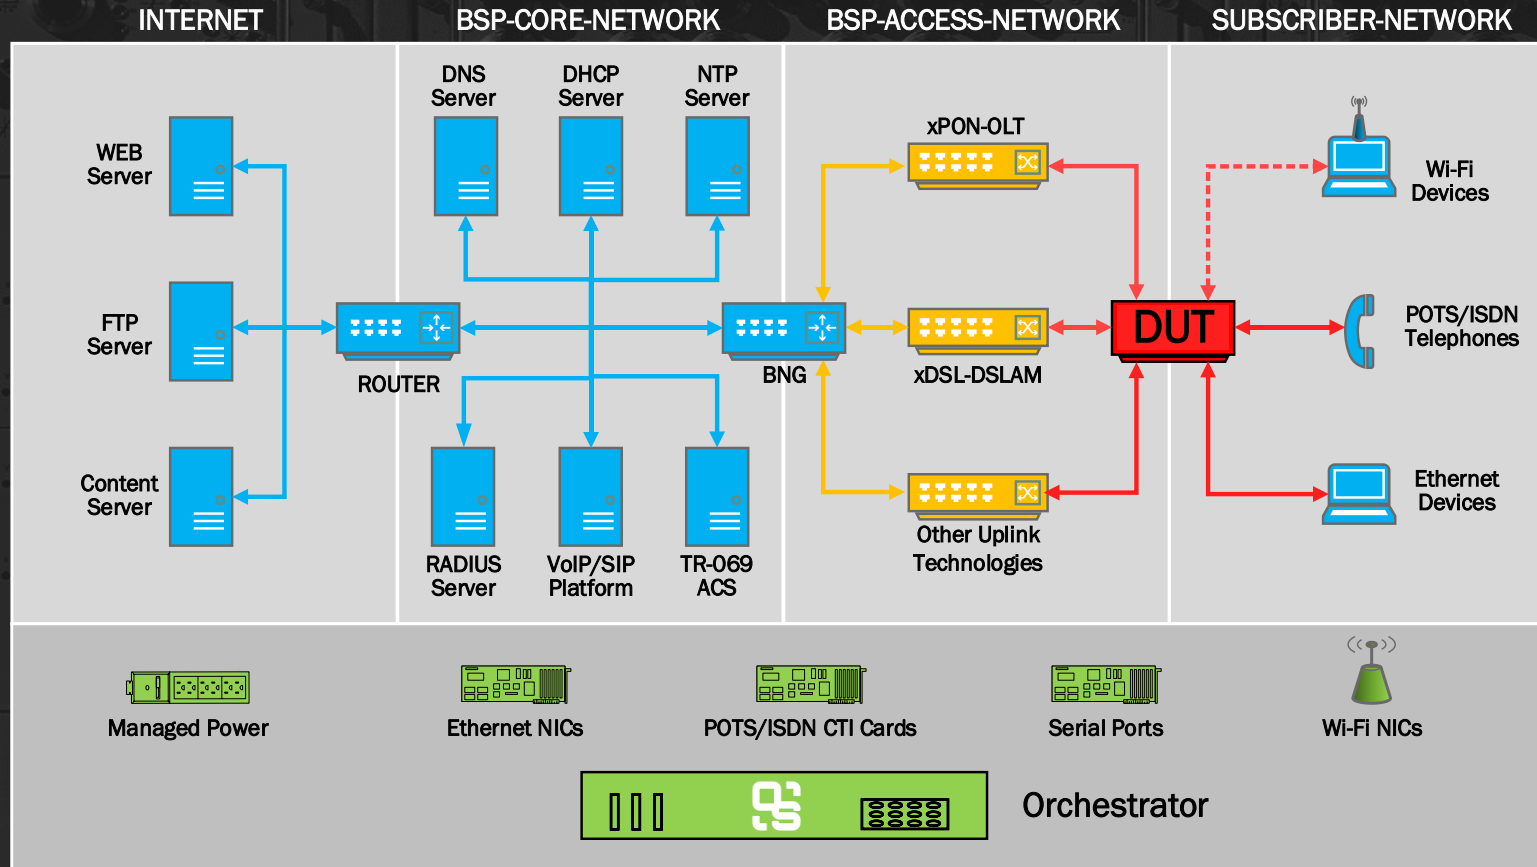 INTERNET
BSP-CORE-NETWORK
BSP-ACCESS-NETWORK
SUBSCRIBER-NETWORK
WEB
Server
FTP
Server
Content
Server
ROUTER
DNS
Server
DHCP
Server
NTP
Server
RADIUS
Server
VoIP/SIP
Platform
TR-069
ACS
BNG
xPON-OLT
xDSL-DSLAM
Other Uplink
Technologies
DUT
Wi-Fi
Devices
POTS/ISDN
Telephones
Ethernet
Devices
Managed Power
Ethernet NICs
POTS/ISDN CTI Cards
Serial Ports
Wi-Fi NICs
Orchestrator